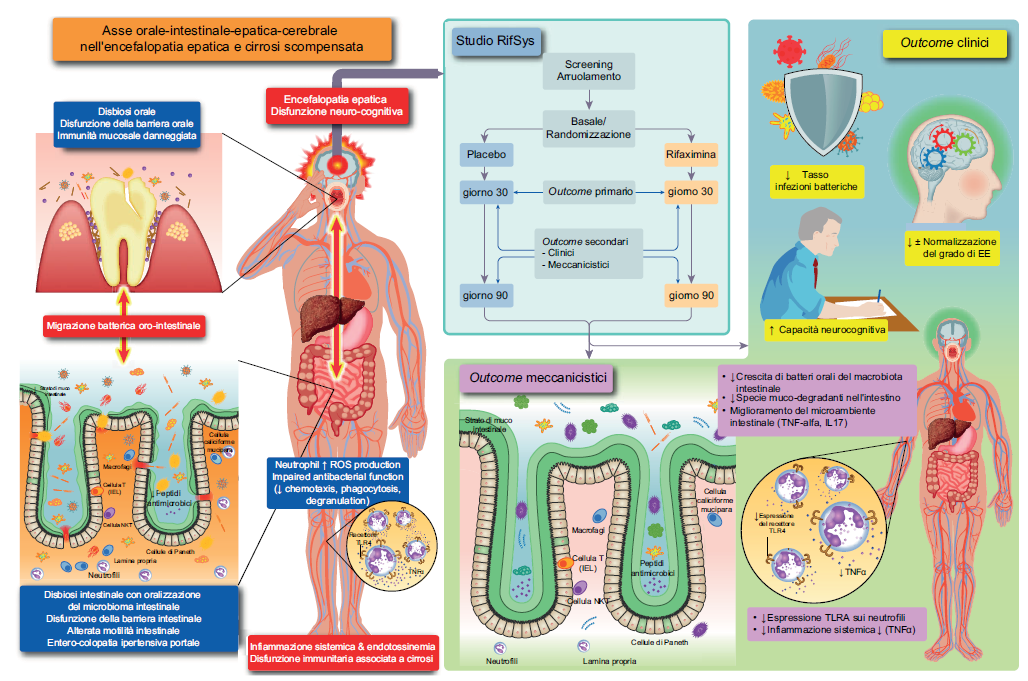 Asse orale-intestinale-epatica-cerebrale
nell'encefalopatia epatica e cirrosi scompensata
Disbiosi orale
Disfunzione della barriera orale
Immunità mucosale danneggiata
Encefalopatia epatica
Disfunzione neuro-cognitiva
Migrazione batterica oro-intestinale
Strato di muco
intestinale
Cellula
caliciforme
mucipara
Macrofagi
Cellula T
(IEL)
↓ Peptidi
antimicrobici
Cellula NKT
Cellule di Paneth
Lamina propria
Neutrofili
Disbiosi intestinale con oralizzazione
del microbioma intestinale
Disfunzione della barriera intestinale
Alterata motilità intestinale
Entero-colopatia ipertensiva portale
Neutrophil ↑ ROS production
Impaired antibacterial function
(↓ chemotaxis, phagocytosis,
degranulation)
Recettore
TLR4
↑TNFα
Infiammazione sistemica & endotossinemia
Disfunzione immunitaria associata a cirrosi
Studio RifSys
Screening
Arruolamento
Basale/
Randomizzazione
Placebo
Rifaximina
giorno 30
Outcome primario
giorno 30
Outcome secondari
- Clinici
- Meccanicistici
giorno 90
giorno 90
Outcome clinici
↓ Tasso
infezioni batteriche
↓ ± Normalizzazione
del grado di EE
↑ Capacità neurocognitiva
Outcome meccanicistici
• ↓Crescita di batteri orali del macrobiota
intestinale
• ↓Specie muco-degradanti nell'intestino
• Miglioramento del microambiente
intestinale (TNF-alfa, IL17)
Strato di muco
intestinale
Cellula
caliciforme
mucipara
Macrofagi
Cellula T
(IEL)
Peptidi
antimicrobici
Cellula NKT
Cellule di Paneth
Neutrofili
Lamina propria
↓Espressione
del recettore
TLR4
↓TNFα
• ↓Espressione TLRA sui neutrofili
• ↓Infiammazione sistemica ↓ (TNFα)